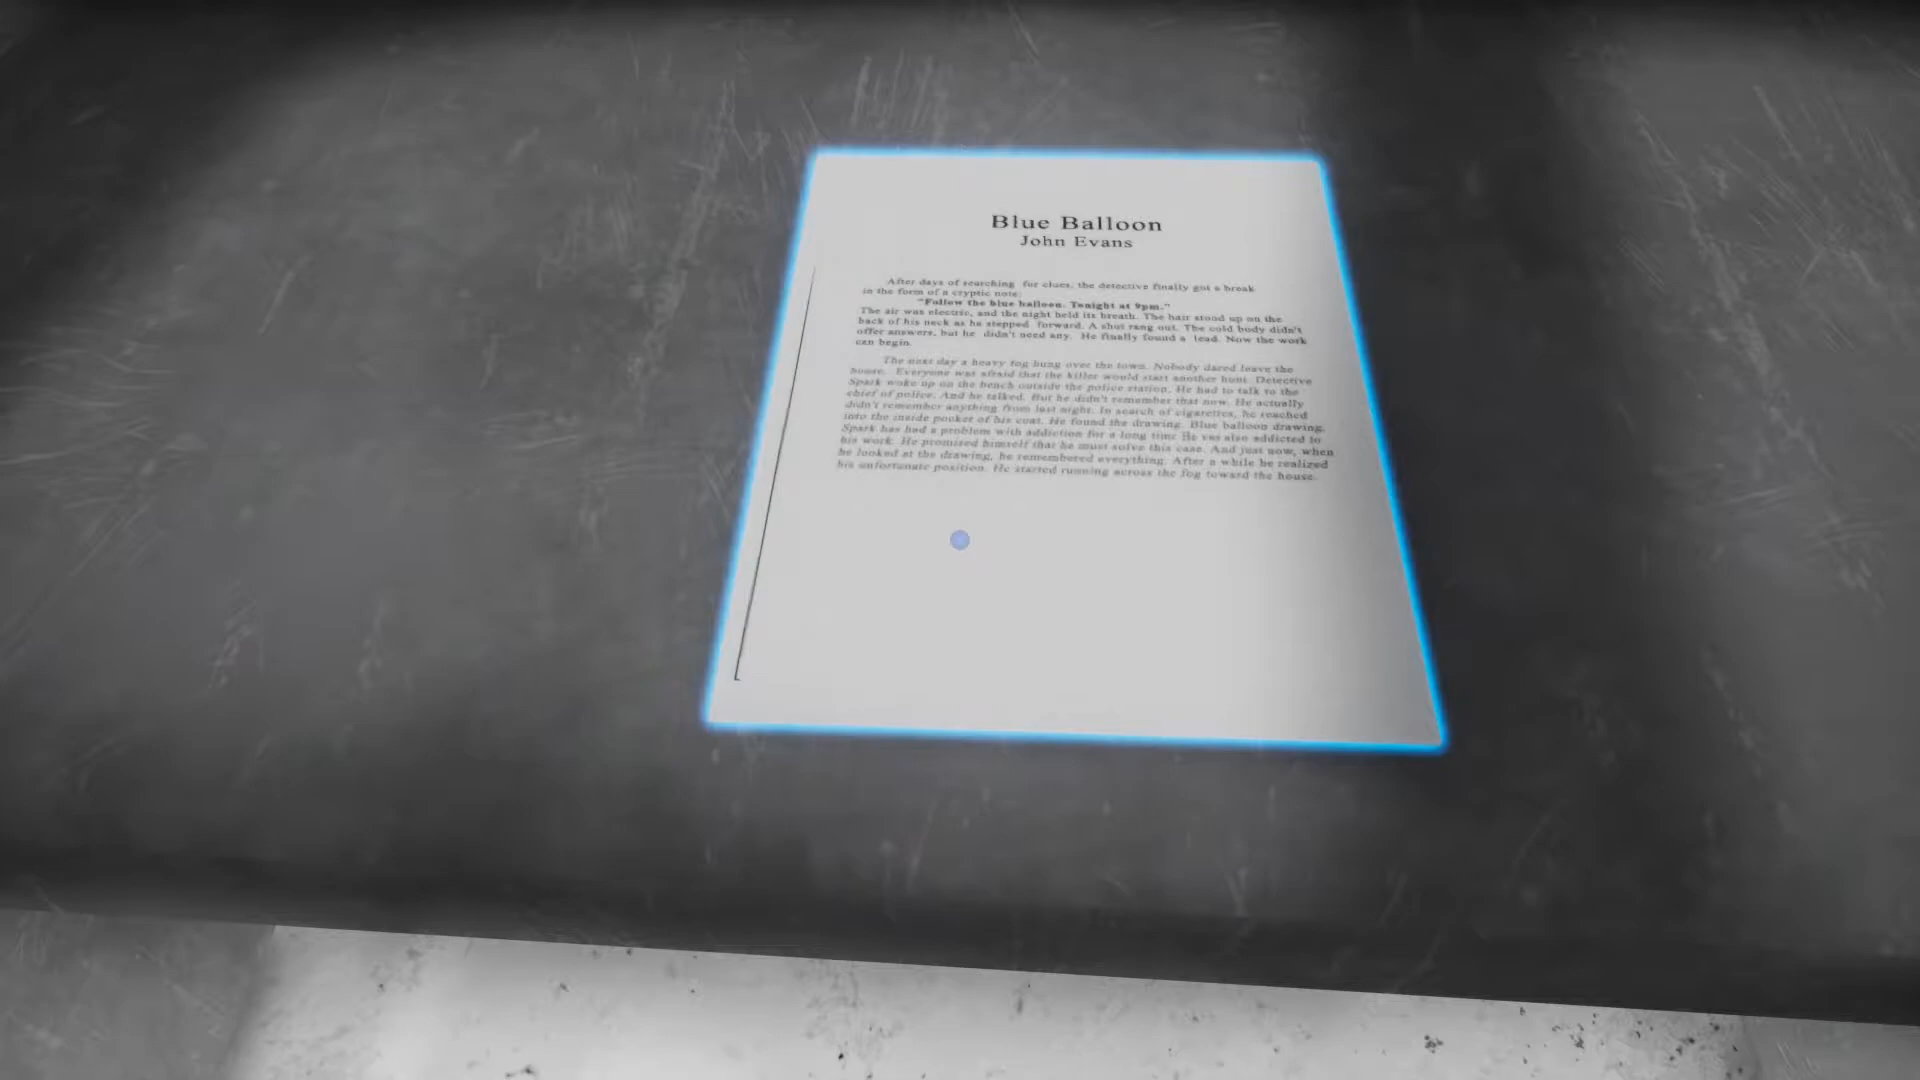 Blue Balloon
John Evans
After days of searching for clues, the detective finally got a break
in the form of a cryptic note:
"Follow the blue balloon. Tonight at 9pm."
The air was electric, and the night held its breath. The hair stood up on the
back of his neck as he stepped forward. A shot rang out. The cold body didn't
offer answers, but he didn't need any. He finally found a lead. Now the work
can begin.
The next day a heavy fog hung over the town. Nobody dared leave the
house. Everyone was afraid that the killer would start another hunt. Detective
Spark woke up on the bench outside the police station. He had to talk to the
chief of police. And he talked. But he didn't remember that now. He actually
didn't remember anything from last night. In search of cigarettes, he reached
into the inside pocket of his coat. He found the drawing. Blue balloon drawing.
Spark has had a problem with addiction for a long time He was also addicted to
his work. He promised himself that he must solve this case. And just now, when
he looked at the drawing, he remembered everything. After a while he realized
his unfortunate position. He started running across the fog toward the house.